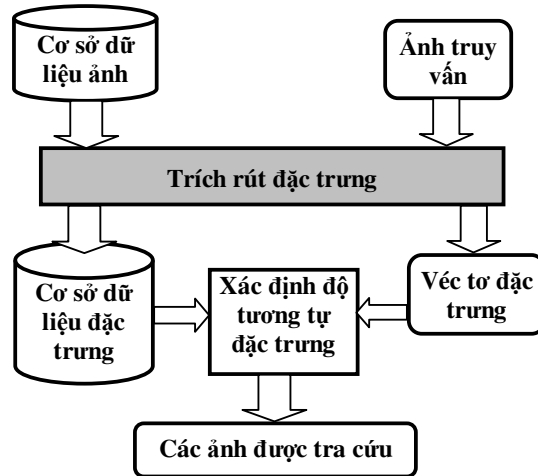 Cơ sở dữ
liệu ảnh
Ảnh truy
vấn
Trích rút đặc trưng
Cơ sở dữ
liệu đặc
trưng
Xác định độ
tương tự
đặc trưng
Véc tơ đặc
trưng
Các ảnh được tra cứu